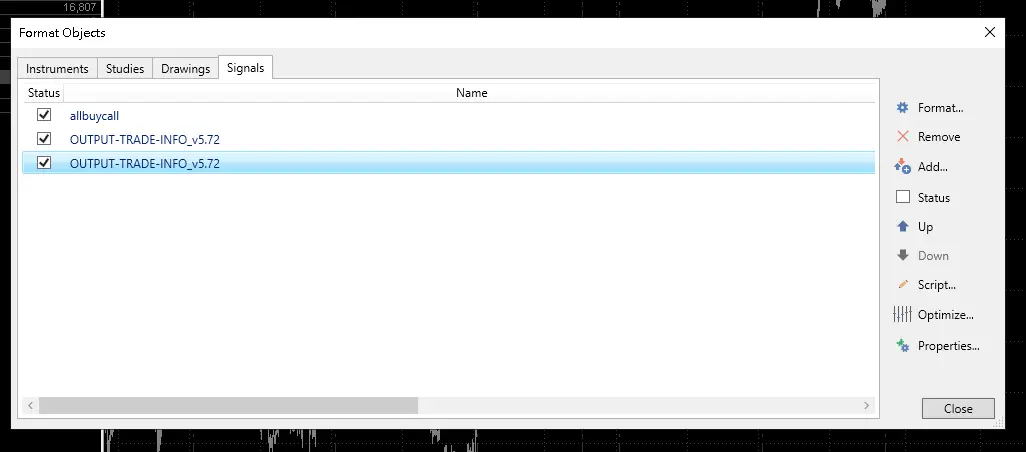 16,807
Format Objects
Instruments Studies Drawings Signals
Status Name
allbuycall
OUTPUT-TRADE-INFO_v5.72
OUTPUT-TRADE-INFO_v5.72
Format...
Remove
Add...
Status
Up
Down
Script...
Optimize...
Properties...
Close